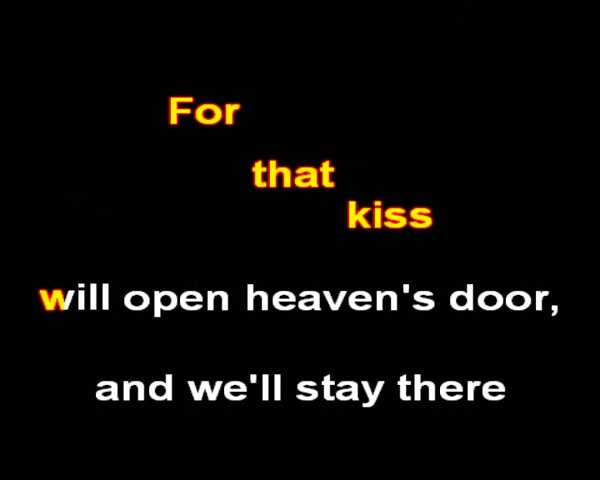 For
that
kiss
will open heaven's door,
and we'll stay there